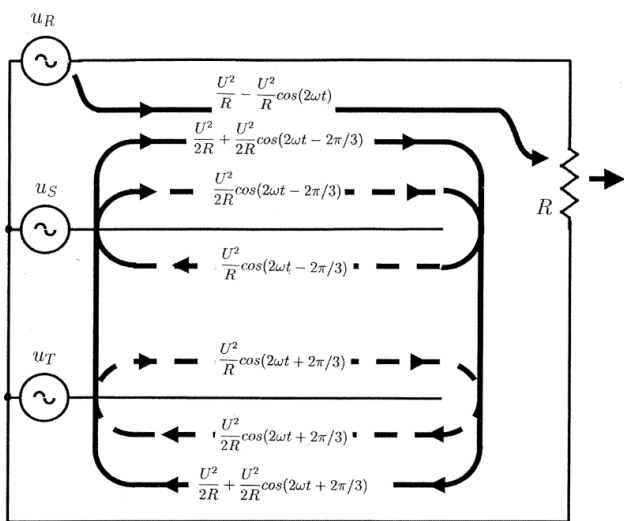 u_R
U²/R − U²/R cos(2ωt)
U²/2R + U²/2R cos(2ωt − 2π/3)
u_S
U²/2R cos(2ωt − 2π/3)
R
U²/R cos(2ωt − 2π/3)
u_T
U²/R cos(2ωt + 2π/3)
U²/2R cos(2ωt + 2π/3)
U²/2R + U²/2R cos(2ωt + 2π/3)